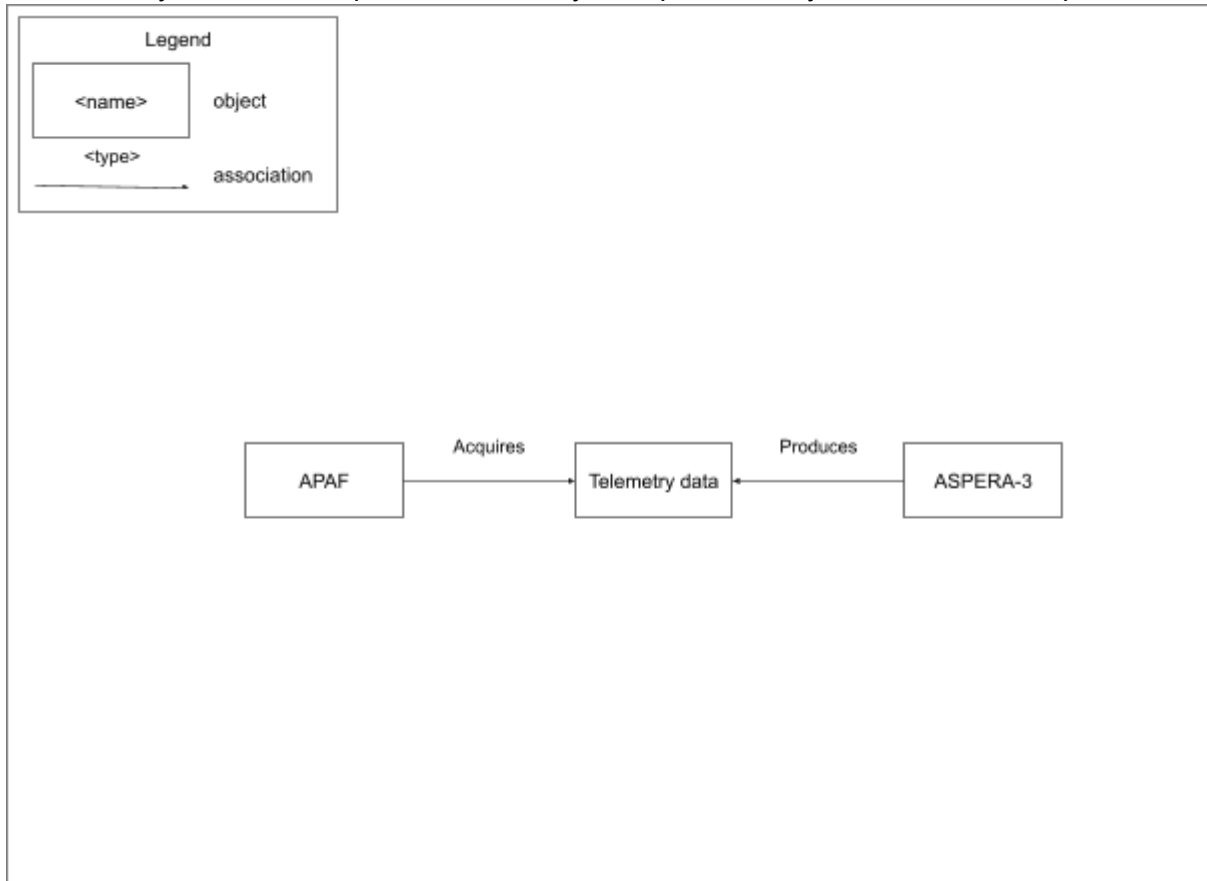 Legend
<name>
object
<type>
association
Acquires
Produces
APAF
Telemetry data
ASPERA-3